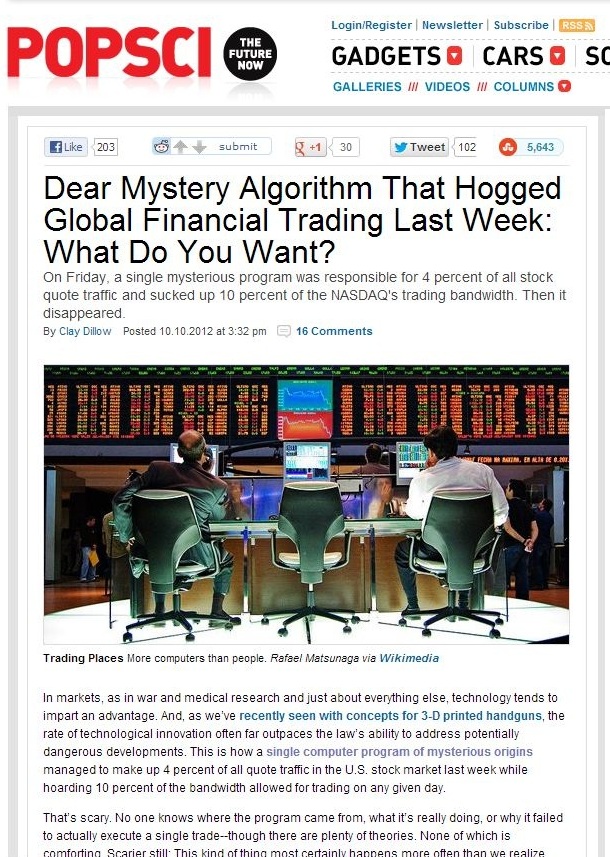 Login/Register | Newsletter | Subscribe | RSS
POPSCI THE FUTURE NOW
GADGETS CARS SC
GALLERIES /// VIDEOS /// COLUMNS
Like 203 submit +1 30 Tweet 102 5,643
Dear Mystery Algorithm That Hogged
Global Financial Trading Last Week:
What Do You Want?
On Friday, a single mysterious program was responsible for 4 percent of all stock
quote traffic and sucked up 10 percent of the NASDAQ's trading bandwidth. Then it
disappeared.
By Clay Dillow Posted 10.10.2012 at 3:32 pm 16 Comments
FECHA NA MAXIMA, EM ALTA DE 0.20
Trading Places More computers than people. Rafael Matsunaga via Wikimedia
In markets, as in war and medical research and just about everything else, technology tends to
impart an advantage. And, as we've recently seen with concepts for 3-D printed handguns, the
rate of technological innovation often far outpaces the law's ability to address potentially
dangerous developments. This is how a single computer program of mysterious origins
managed to make up 4 percent of all quote traffic in the U.S. stock market last week while
hoarding 10 percent of the bandwidth allowed for trading on any given day.
That's scary. No one knows where the program came from, what it's really doing, or why it failed
to actually execute a single trade--though there are plenty of theories. None of which is
comforting. Scarier still: This kind of thing most certainly happens more often than we realize